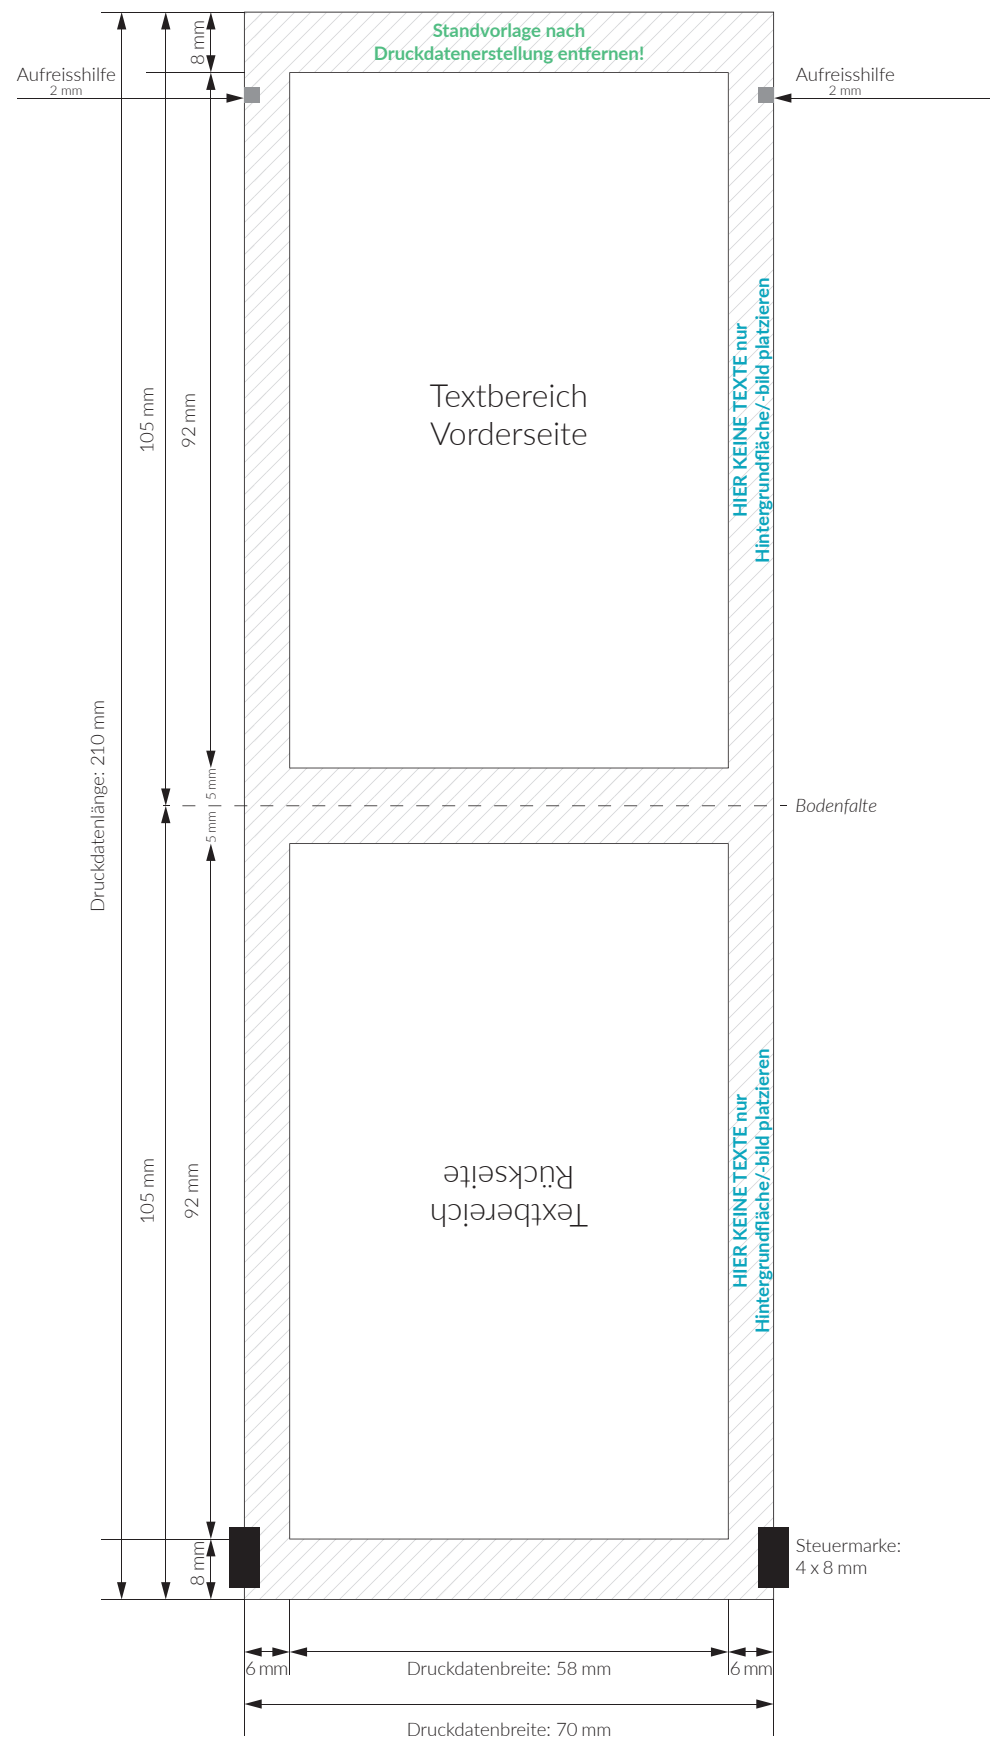 Standvorlage nach
Druckdatenerstellung entfernen!
8 mm
Aufreisshilfe
2 mm
Aufreisshilfe
2 mm
105 mm
92 mm
Textbereich
Vorderseite
HIER KEINE TEXTE nur
Hintergrundfläche/-bild platzieren
Druckdatenlänge: 210 mm
5 mm
5 mm
Bodenfalte
105 mm
92 mm
Textbereich
Rückseite
HIER KEINE TEXTE nur
Hintergrundfläche/-bild platzieren
8 mm
Steuermarke:
4 x 8 mm
6 mm
Druckdatenbreite: 58 mm
6 mm
Druckdatenbreite: 70 mm